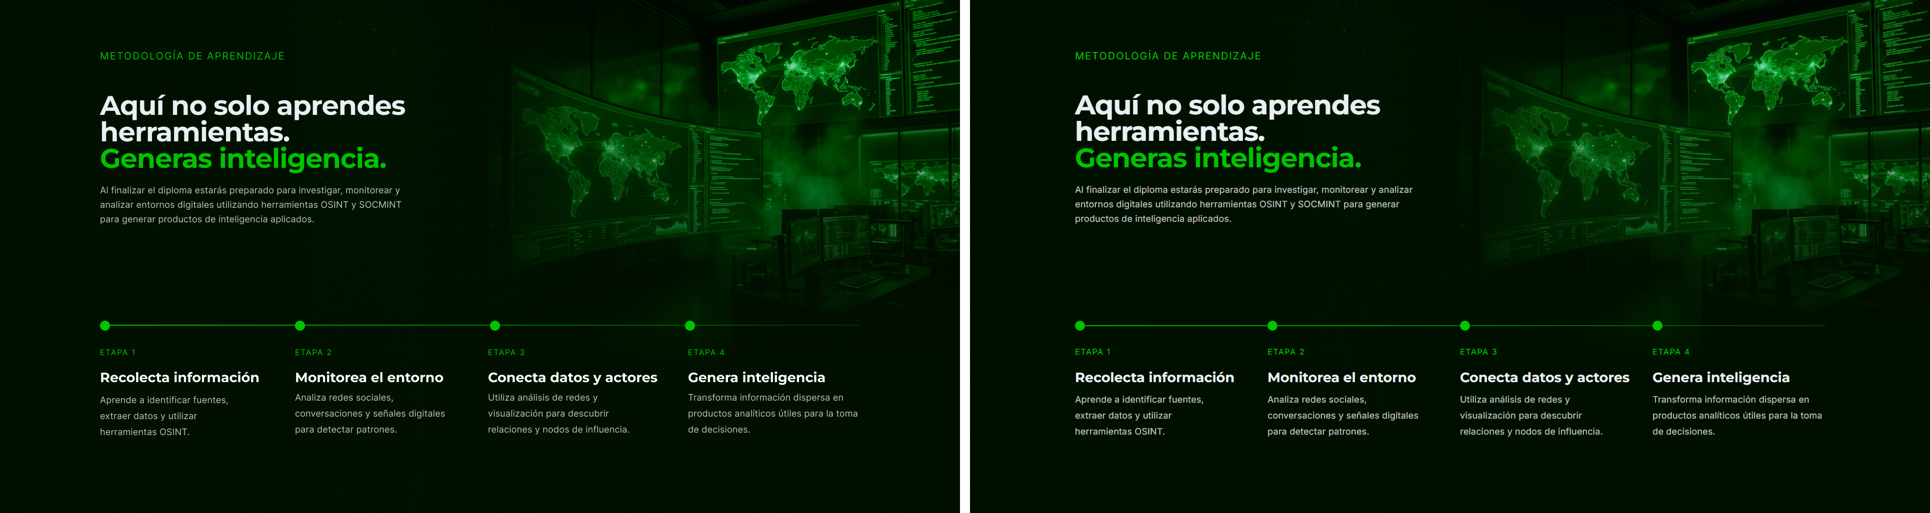 METODOLOGÍA DE APRENDIZAJE
Aquí no solo aprendes
herramientas.
Generas inteligencia.
Al finalizar el diploma estarás preparado para investigar, monitorear y
analizar entornos digitales utilizando herramientas OSINT y SOCMINT
para generar productos de inteligencia aplicados.
ETAPA 1
Recolecta información
Aprende a identificar fuentes,
extraer datos y utilizar
herramientas OSINT.
ETAPA 2
Monitorea el entorno
Analiza redes sociales,
conversaciones y señales digitales
para detectar patrones.
ETAPA 3
Conecta datos y actores
Utiliza análisis de redes y
visualización para descubrir
relaciones y nodos de influencia.
ETAPA 4
Genera inteligencia
Transforma información dispersa en
productos analíticos útiles para la toma
de decisiones.
METODOLOGÍA DE APRENDIZAJE
Aquí no solo aprendes
herramientas.
Generas inteligencia.
Al finalizar el diploma estarás preparado para investigar, monitorear y analizar
entornos digitales utilizando herramientas OSINT y SOCMINT para generar
productos de inteligencia aplicados.
ETAPA 1
Recolecta información
Aprende a identificar fuentes,
extraer datos y utilizar
herramientas OSINT.
ETAPA 2
Monitorea el entorno
Analiza redes sociales,
conversaciones y señales digitales
para detectar patrones.
ETAPA 3
Conecta datos y actores
Utiliza análisis de redes y
visualización para descubrir
relaciones y nodos de influencia.
ETAPA 4
Genera inteligencia
Transforma información dispersa en
productos analíticos útiles para la toma
de decisiones.